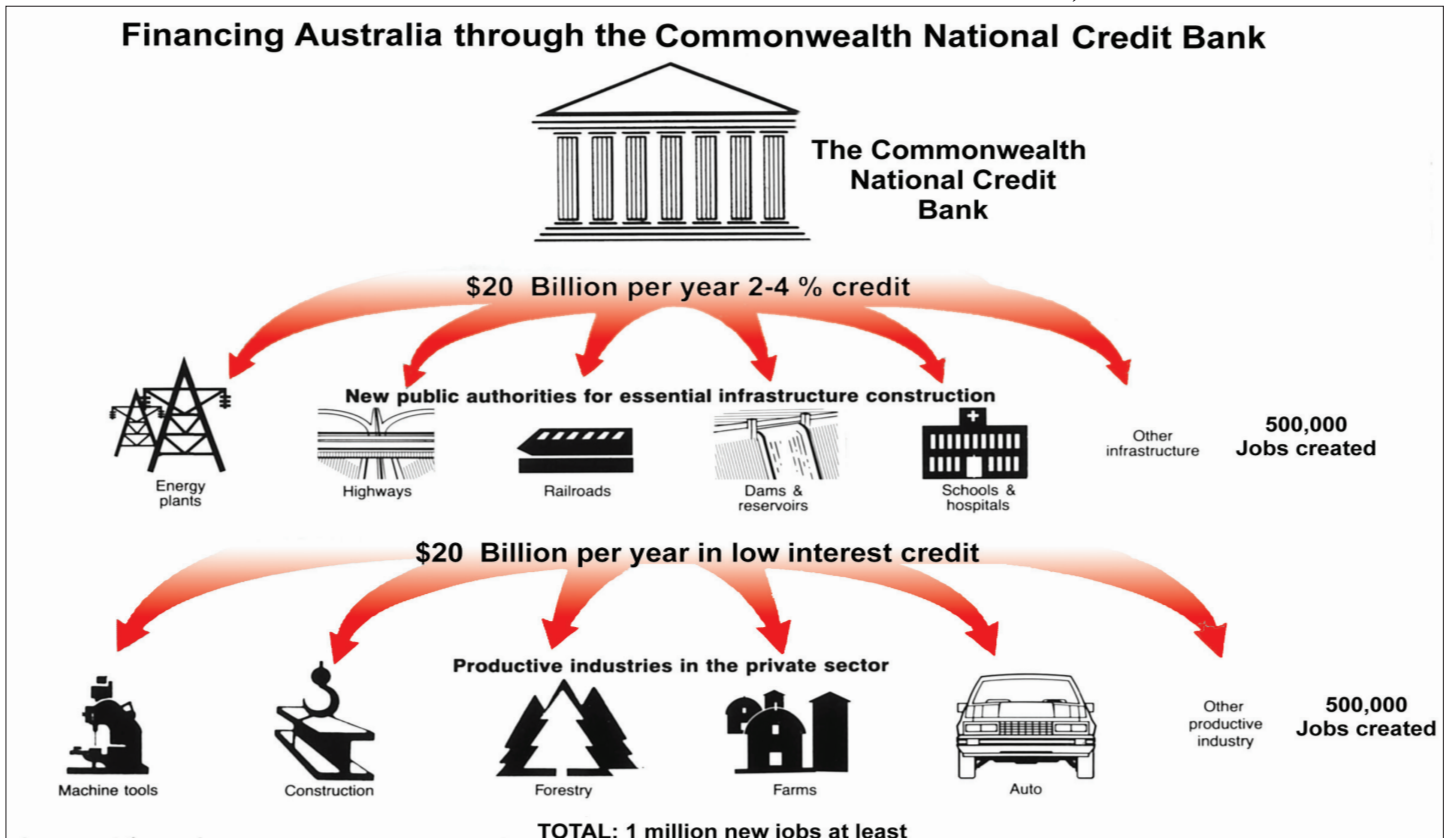 Financing Australia through the Commonwealth National Credit Bank
The Commonwealth
National Credit
Bank
$20 Billion per year 2-4 % credit
New public authorities for essential infrastructure construction
Energy
plants
Highways
Railroads
Dams &
reservoirs
Schools &
hospitals
Other
infrastructure
500,000
Jobs created
$20 Billion per year in low interest credit
Productive industries in the private sector
Machine tools
Construction
Forestry
Farms
Auto
Other
productive
industry
500,000
Jobs created
TOTAL: 1 million new jobs at least